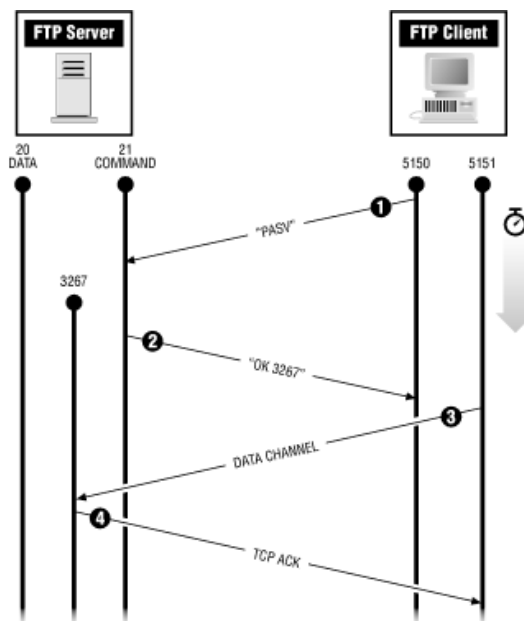 FTP Server
FTP Client
20
DATA
21
COMMAND
5150
5151
1
"PASV"
3267
2
"OK 3267"
3
DATA CHANNEL
4
TCP ACK